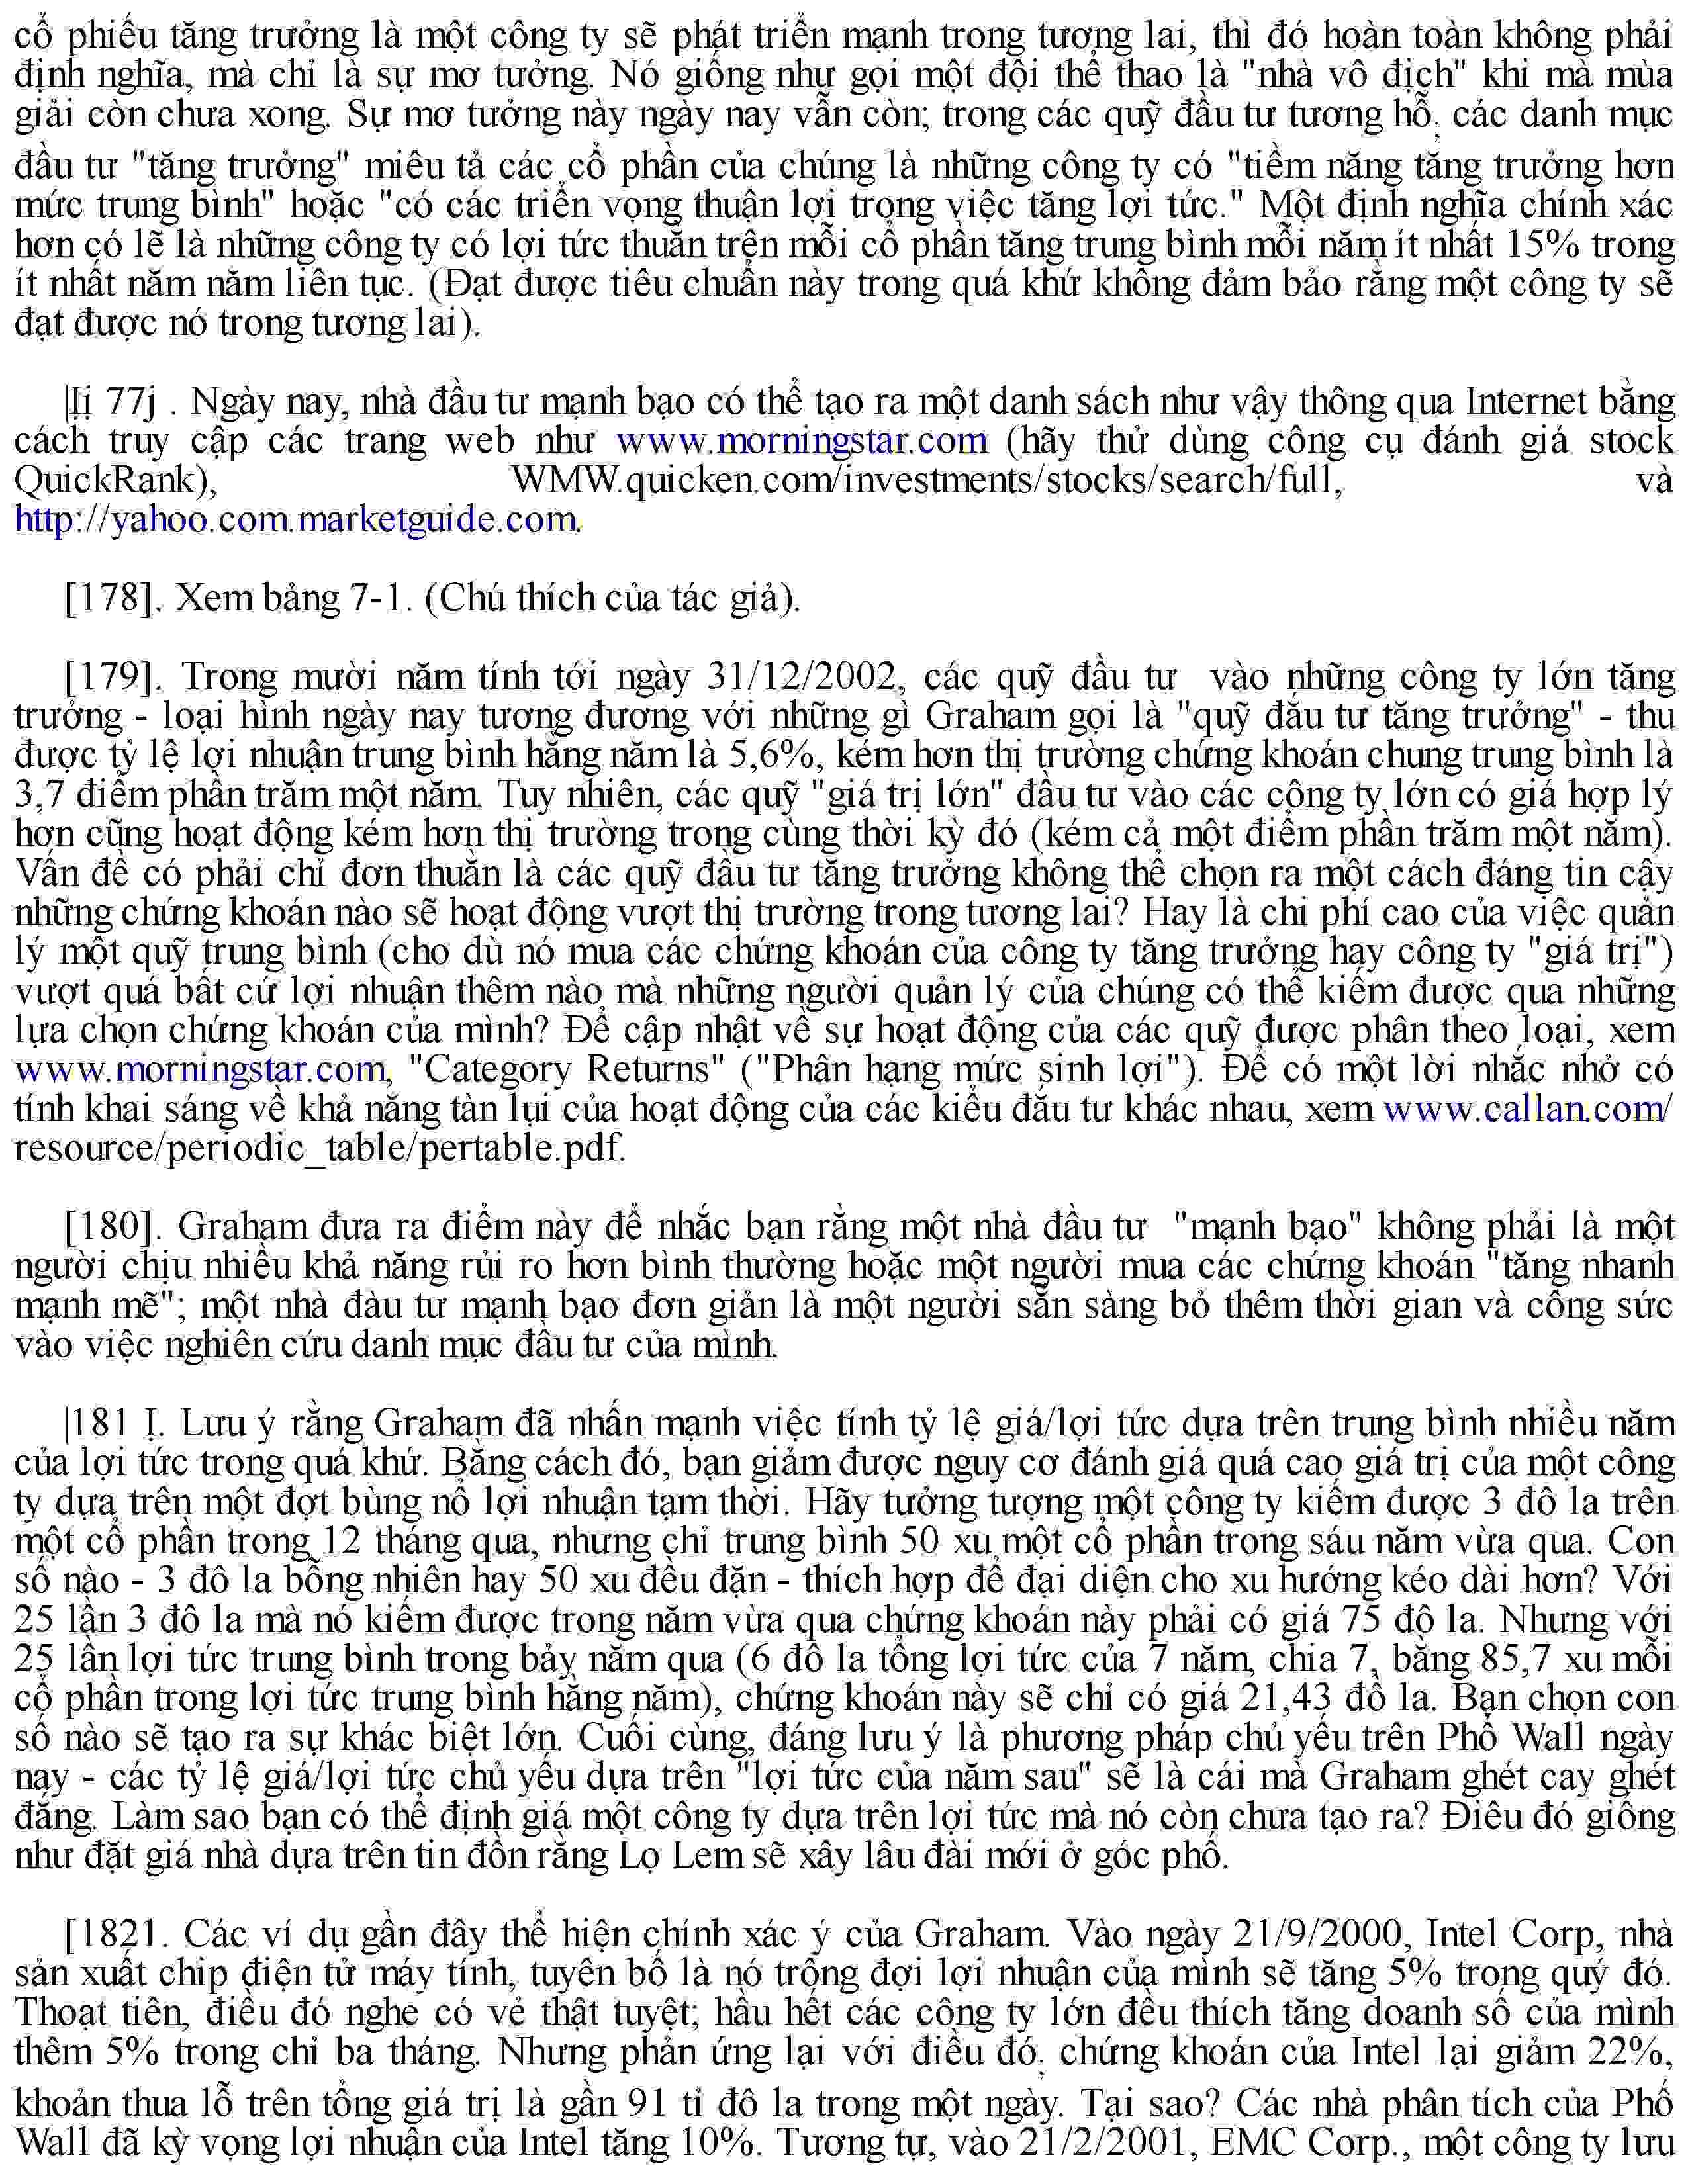 cổ phiếu tăng trưởng là một công ty sẽ phát triển mạnh trong tương lai, thì đó hoàn toàn không phải
định nghĩa, mà chỉ là sự mơ tưởng. Nó giống như gọi một đội thể thao là "nhà vô địch" khi mà mùa
giải còn chưa xong. Sự mơ tưởng này ngày nay vẫn còn; trong các quỹ đầu tư tương hỗ, các danh mục
đầu tư "tăng trưởng" miêu tả các cổ phần của chúng là những công ty có "tiềm năng tăng trưởng hơn
mức trung bình" hoặc "có các triển vọng thuận lợi trong việc tăng lợi tức." Một định nghĩa chính xác
hơn có lẽ là những công ty có lợi tức thuần trên mỗi cổ phần tăng trung bình mỗi năm ít nhất 15% trong
ít nhất năm năm liên tục. (Đạt được tiêu chuẩn này trong quá khứ không đảm bảo rằng một công ty sẽ
đạt được nó trong tương lai).
|Iị 77j . Ngày nay, nhà đầu tư mạnh bạo có thể tạo ra một danh sách như vậy thông qua Internet bằng
cách truy cập các trang web như www.morningstar.com (hãy thử dùng công cụ đánh giá stock
QuickRank), WMW.quicken.com/investments/stocks/search/full, và
http://yahoo.com.marketguide.com.
[178]. Xem bảng 7-1. (Chú thích của tác giả).
[179]. Trong mười năm tính tới ngày 31/12/2002, các quỹ đầu tư vào những công ty lớn tăng
trưởng - loại hình ngày nay tương đương với những gì Graham gọi là "quỹ đắu tư tăng trưởng" - thu
được tỷ lệ lợi nhuận trung bình hằng năm là 5,6%, kém hơn thị trường chứng khoán chung trung bình là
3,7 điểm phần trăm một năm. Tuy nhiên, các quỹ "giá trị lớn" đầu tư vào các công ty lớn có giá hợp lý
hơn cũng hoạt động kém hơn thị trường trong cùng thời kỳ đó (kém cả một điểm phần trăm một năm).
Vấn đề có phải chỉ đơn thuần là các quỹ đầu tư tăng trưởng không thể chọn ra một cách đáng tin cậy
những chứng khoán nào sẽ hoạt động vượt thị trường trong tương lai? Hay là chi phí cao của việc quản
lý một quỹ trung bình (cho dù nó mua các chứng khoán của công ty tăng trưởng hay công ty "giá trị")
vượt quá bất cứ lợi nhuận thêm nào mà những người quản lý của chúng có thể kiếm được qua những
lựa chọn chứng khoán của mình? Để cập nhật về sự hoạt động của các quỹ được phân theo loại, xem
www.morningstar.com, "Category Returns" ("Phân hạng mức sinh lợi"). Để có một lời nhắc nhở có
tính khai sáng về khả năng tàn lụi của hoạt động của các kiểu đắu tư khác nhau, xem www.callan.com/
resource/periodic_table/pertable.pdf.
[180]. Graham đưa ra điểm này để nhắc bạn rằng một nhà đầu tư "mạnh bạo" không phải là một
người chịu nhiều khả năng rủi ro hơn bình thường hoặc một người mua các chứng khoán "tăng nhanh
mạnh mẽ"; một nhà đàu tư mạnh bạo đơn giản là một người sẵn sàng bỏ thêm thời gian và công sức
vào việc nghiên cứu danh mục đầu tư của mình.
|181 Ị. Lưu ý rằng Graham đã nhấn mạnh việc tính tỷ lệ giá/lợi tức dựa trên trung bình nhiều năm
của lợi tức trong quá khứ. Bằng cách đó, bạn giảm được nguy cơ đánh giá quá cao giá trị của một công
ty dựa trên một đợt bùng nổ lợi nhuận tạm thời. Hãy tưởng tượng một công ty kiếm được 3 đô la trên
một cổ phần trong 12 tháng qua, nhưng chỉ trung bình 50 xu một cổ phần trong sáu năm vừa qua. Con
số nào - 3 đô la bỗng nhiên hay 50 xu đều đặn - thích hợp để đại diện cho xu hướng kéo dài hơn? Với
25 lần 3 đô la mà nó kiếm được trong năm vừa qua chứng khoán này phải có giá 75 đô la. Nhưng với
25 lần lợi tức trung bình trong bảy năm qua (6 đô la tổng lợi tức của 7 năm, chia 7, bằng 85,7 xu mỗi
cổ phần trong lợi tức trung bình hằng năm), chứng khoán này sẽ chỉ có giá 21,43 đô la. Bạn chọn con
số nào sẽ tạo ra sự khác biệt lớn. Cuối cùng, đáng lưu ý là phương pháp chủ yếu trên Phố Wall ngày
nay - các tỷ lệ giá/lợi tức chủ yếu dựa trên "lợi tức của năm sau" sẽ là cái mà Graham ghét cay ghét
đắng. Làm sao bạn có thể định giá một công ty dựa trên lợi tức mà nó còn chưa tạo ra? Điêu đó giống
như đặt giá nhà dựa trên tin đồn rằng Lọ Lem sẽ xây lâu đài mới ở góc phố.
[1821. Các ví dụ gần đây thể hiện chính xác ý của Graham. Vào ngày 21/9/2000, Intel Corp, nhà
sản xuất chip điện tử máy tính, tuyên bố là nó trông đợi lợi nhuận của mình sẽ tăng 5% trong quý đó.
Thoạt tiên, điều đó nghe có vẻ thật tuyệt; hầu hết các công ty lớn đều thích tăng doanh số của mình
thêm 5% trong chỉ ba tháng. Nhưng phản ứng lại với điều đó, chứng khoán của Intel lại giảm 22%,
khoản thua lỗ trên tổng giá trị là gần 91 tỉ đô la trong một ngày. Tại sao? Các nhà phân tích của Phố
Wall đã kỳ vọng lợi nhuận của Intel tăng 10%. Tương tự, vào 21/2/2001, EMC Corp., một công ty lưu